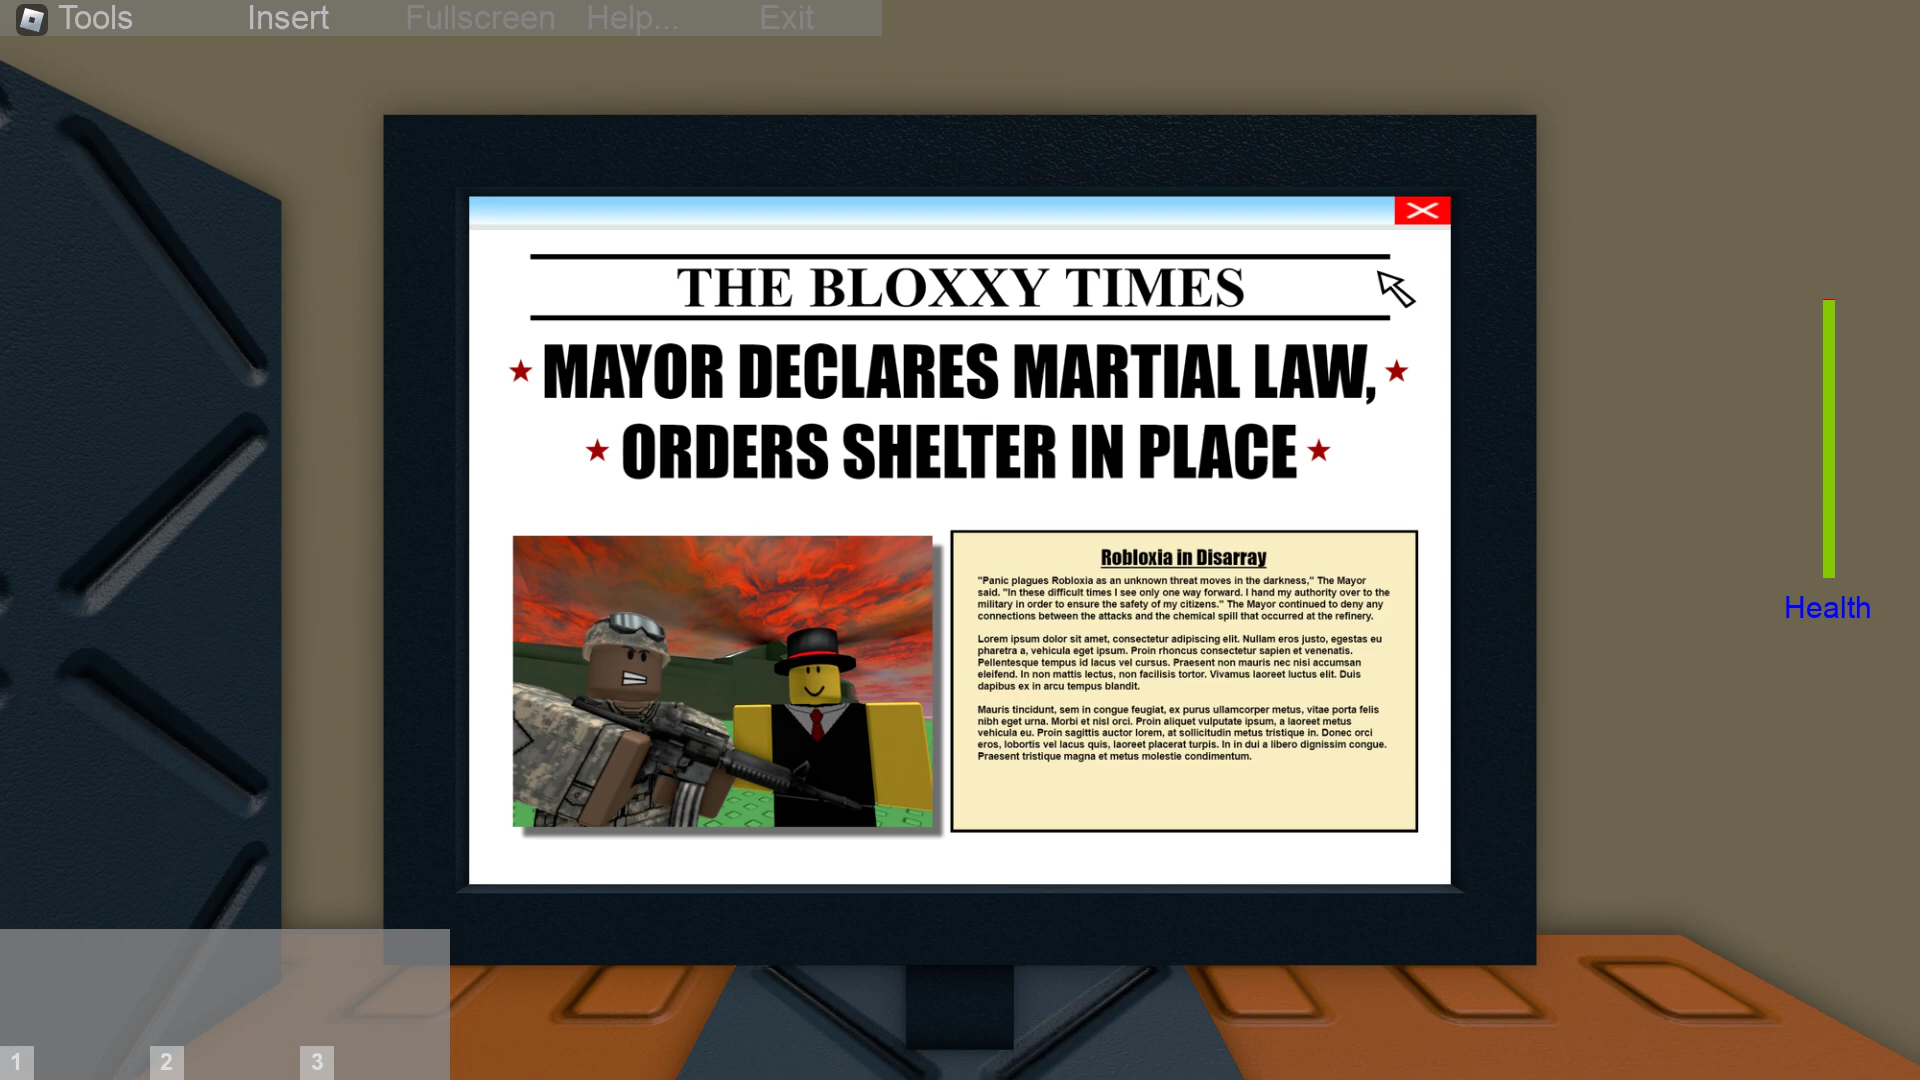 Tools Insert Fullscreen Help... Exit
THE BLOXXY TIMES
MAYOR DECLARES MARTIAL LAW,
ORDERS SHELTER IN PLACE
Robloxia in Disarray
"Panic plagues Robloxia as an unknown threat moves in the darkness," The Mayor
said. "In these difficult times I see only one way forward. I hand my authority over to the
military in order to ensure the safety of my citizens." The Mayor continued to deny any
connections between the attacks and the chemical spill that occurred at the refinery.
Lorem ipsum dolor sit amet, consectetur adipiscing elit. Nullam eros justo, egestas eu
pharetra a, vehicula eget ipsum. Proin rhoncus consectetur sapien et venenatis.
Pellentesque tempus id lacus vel cursus. Praesent non mauris nec nisi accumsan
eleifend. In non mattis lectus, non facilisis tortor. Vivamus laoreet luctus elit. Duis
dapibus ex in arcu tempus blandit.
Mauris tincidunt, sem in congue feugiat, ex purus ullamcorper metus, vitae porta felis
nibh eget urna. Morbi et nisl orci. Proin aliquet vulputate ipsum, a laoreet metus
vehicula eu. Proin sagittis auctor lorem, at sollicitudin metus tristique in. Donec orci
eros, lobortis vel lacus quis, laoreet placerat turpis. In in dui a libero dignissim congue.
Praesent tristique magna et metus molestie condimentum.
Health
1 2 3